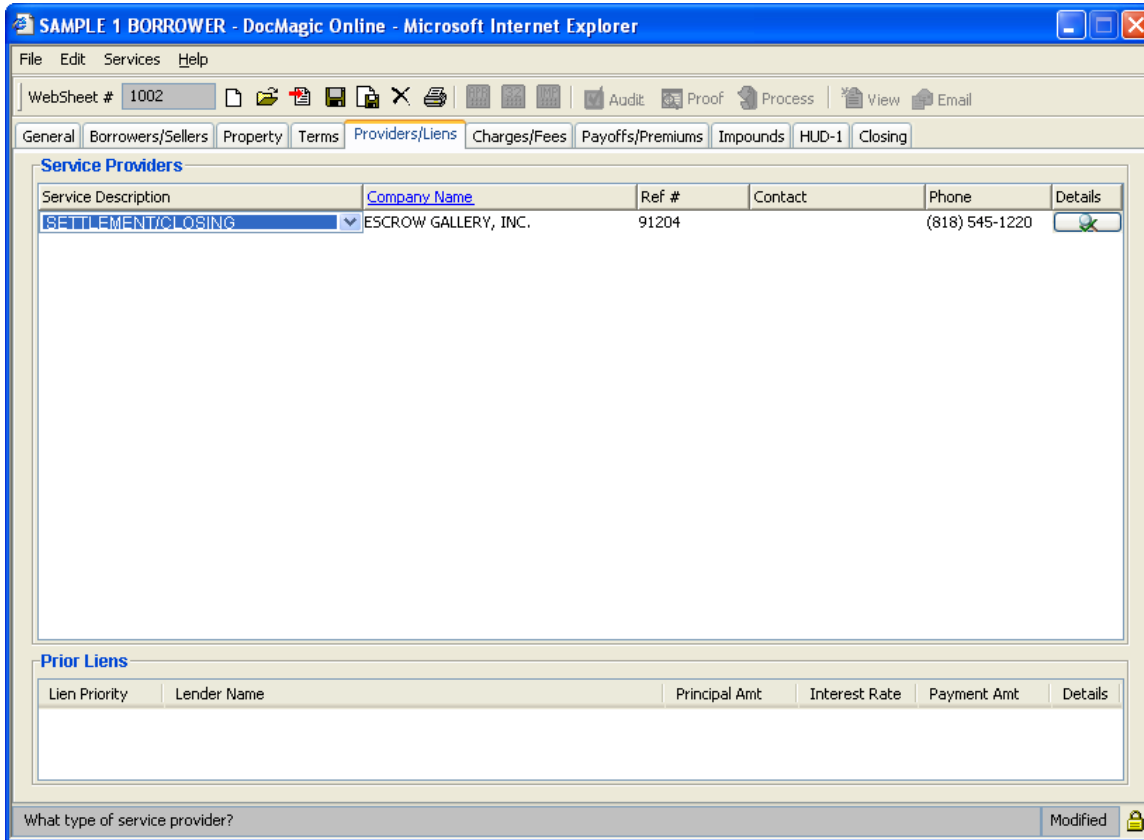 SAMPLE 1 BORROWER - DocMagic Online - Microsoft Internet Explorer
File Edit Services Help
WebSheet # 1002 Audit Proof Process View Email
General Borrowers/Sellers Property Terms Providers/Liens Charges/Fees Payoffs/Premiums Impounds HUD-1 Closing
Service Providers
Service Description Company Name Ref # Contact Phone Details
SETTLEMENT/CLOSING ESCROW GALLERY, INC. 91204 (818) 545-1220
Prior Liens
Lien Priority Lender Name Principal Amt Interest Rate Payment Amt Details
What type of service provider? Modified